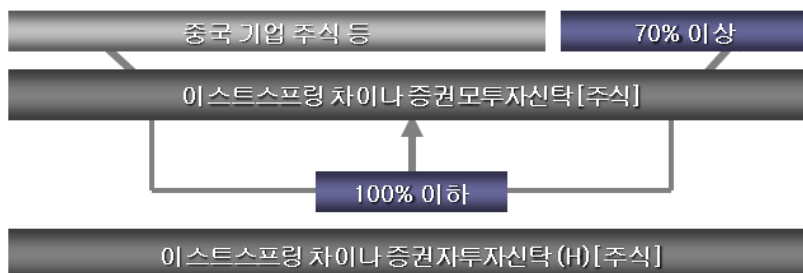 중국 기업 주식 등
70% 이상
이스트스프링 차이나 증권모투자신탁[주식]
100% 이하
이스트스프링 차이나 증권자투자신탁(H)[주식]